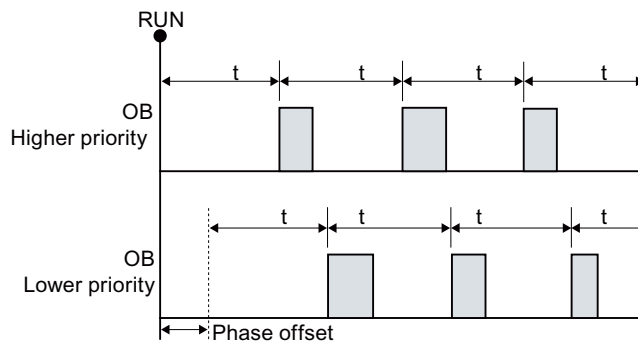 RUN
t t t t
OB
Higher priority
t t t t
OB
Lower priority
Phase offset